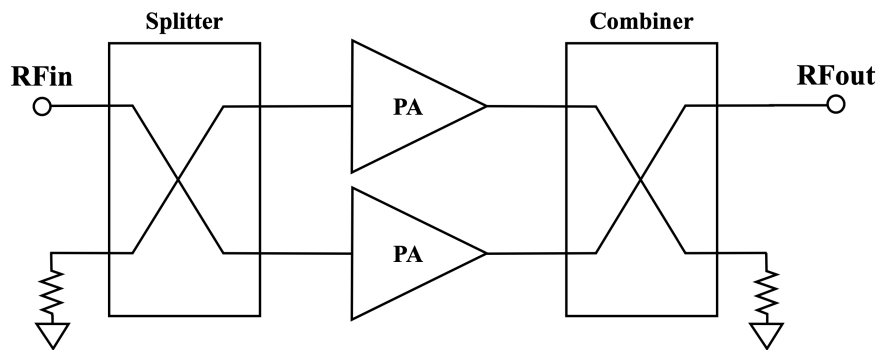 Splitter
Combiner
RFin
RFout
PA
PA